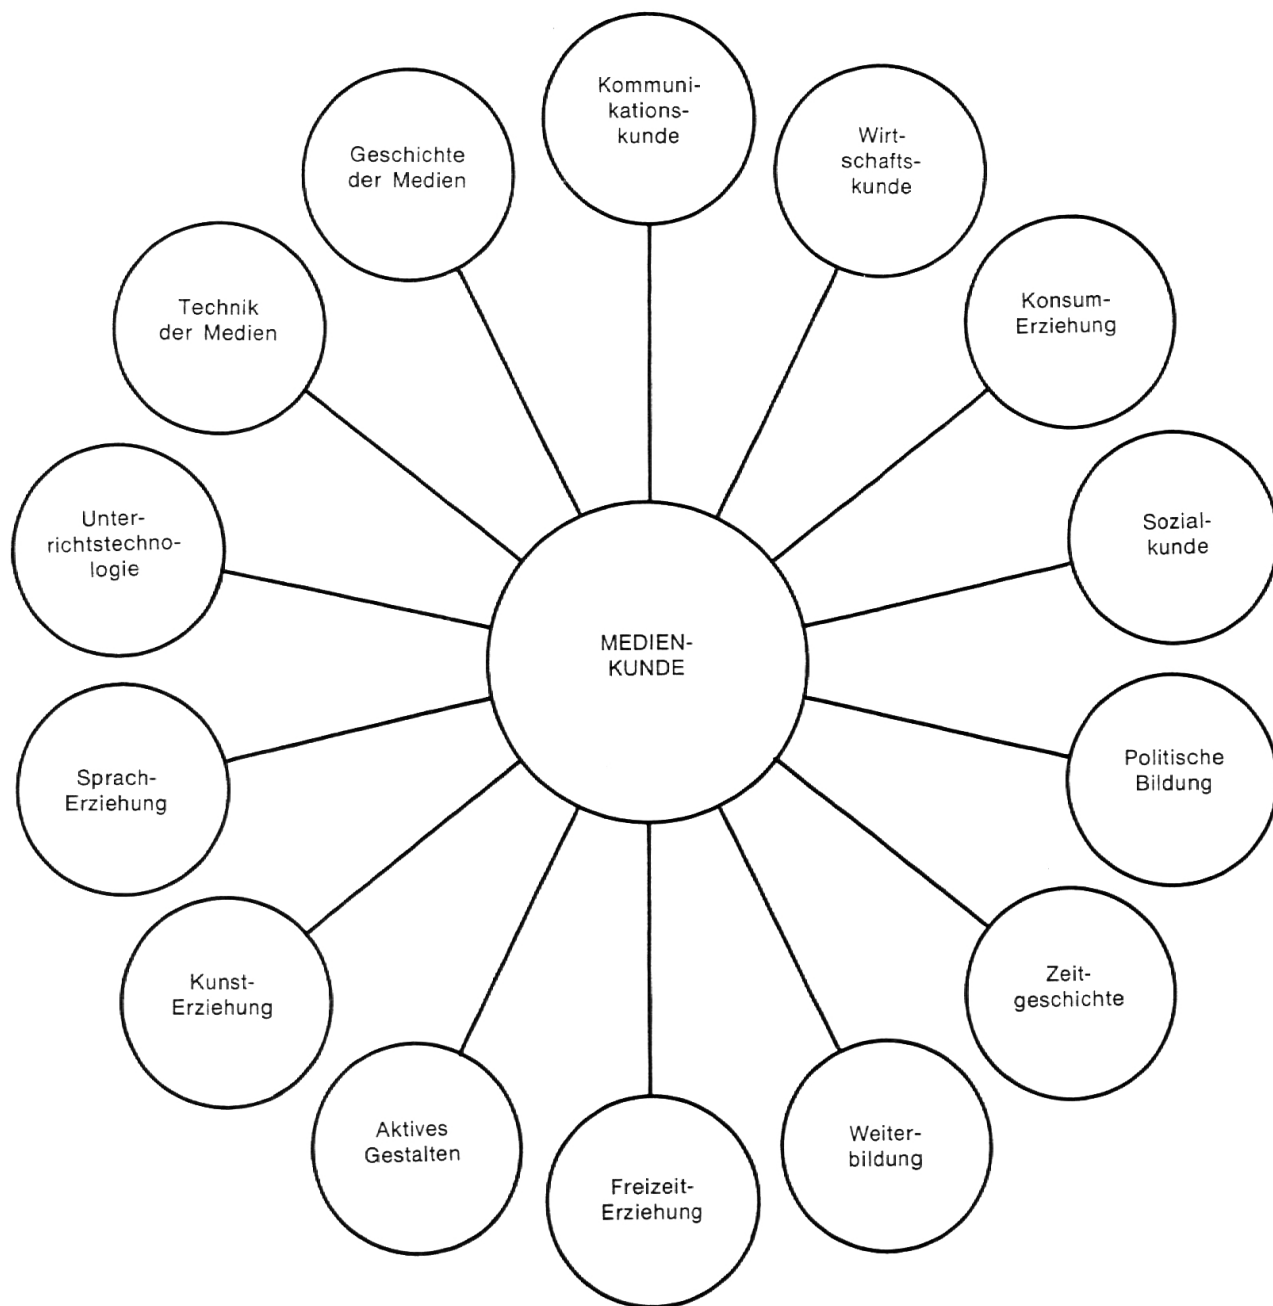 Kommuni-
kations-
kunde
Wirt-
schafts-
kunde
Konsum-
Erziehung
Sozial-
kunde
Politische
Bildung
Zeit-
geschichte
Weiter-
bildung
Freizeit-
Erziehung
Aktives
Gestalten
Kunst-
Erziehung
Sprach-
Erziehung
Unter-
richtstechno-
logie
Technik
der Medien
Geschichte
der Medien
MEDIEN-
KUNDE